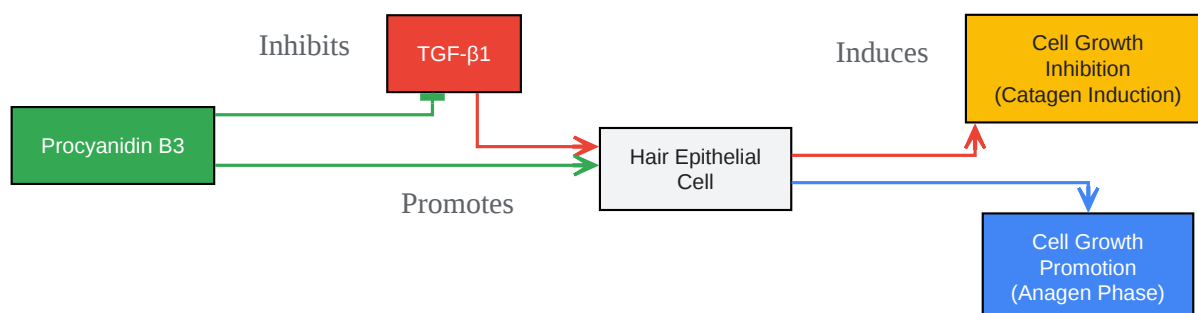 Inhibits
TGF-β1
Induces
Cell Growth
Inhibition
(Catagen Induction)
Procyanidin B3
Hair Epithelial
Cell
Promotes
Cell Growth
Promotion
(Anagen Phase)